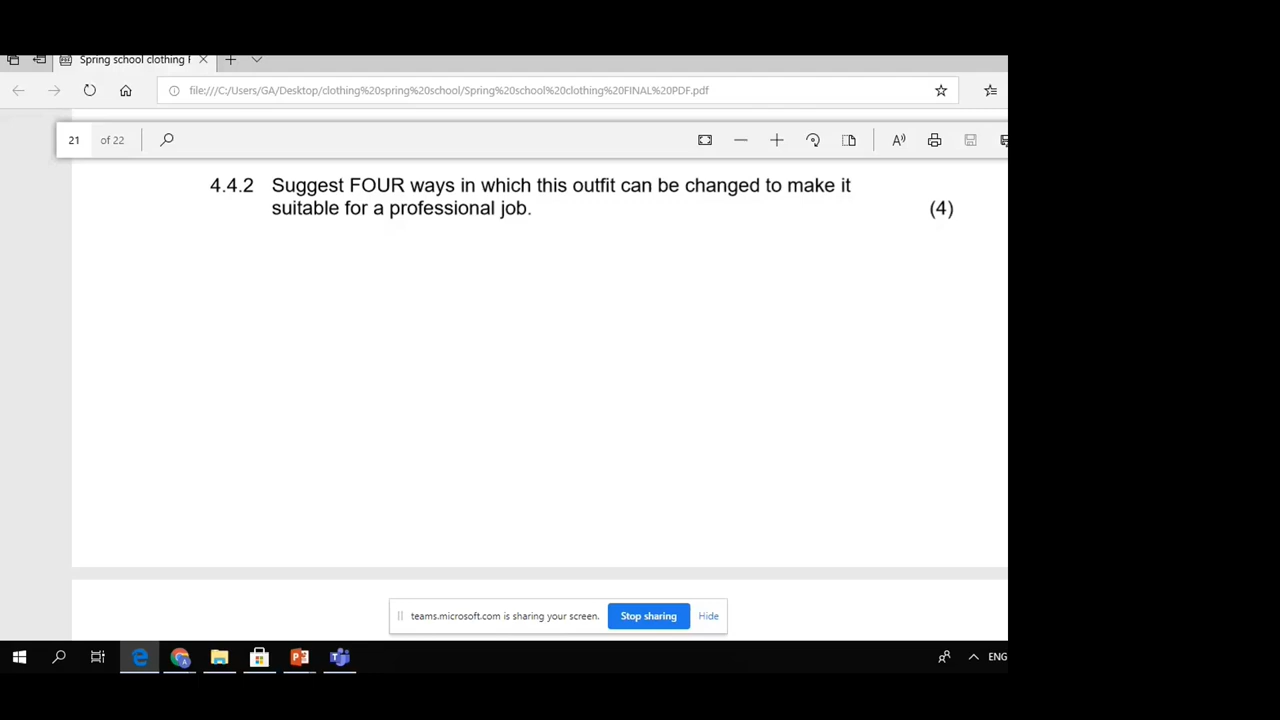 Spring school clothing F
file:///C:/Users/GA/Desktop/clothing%20spring%20school/Spring%20school%20clothing%20FINAL%20PDF.pdf
21 of 22
4.4.2 Suggest FOUR ways in which this outfit can be changed to make it
suitable for a professional job. (4)
teams.microsoft.com is sharing your screen. Stop sharing Hide
ENG